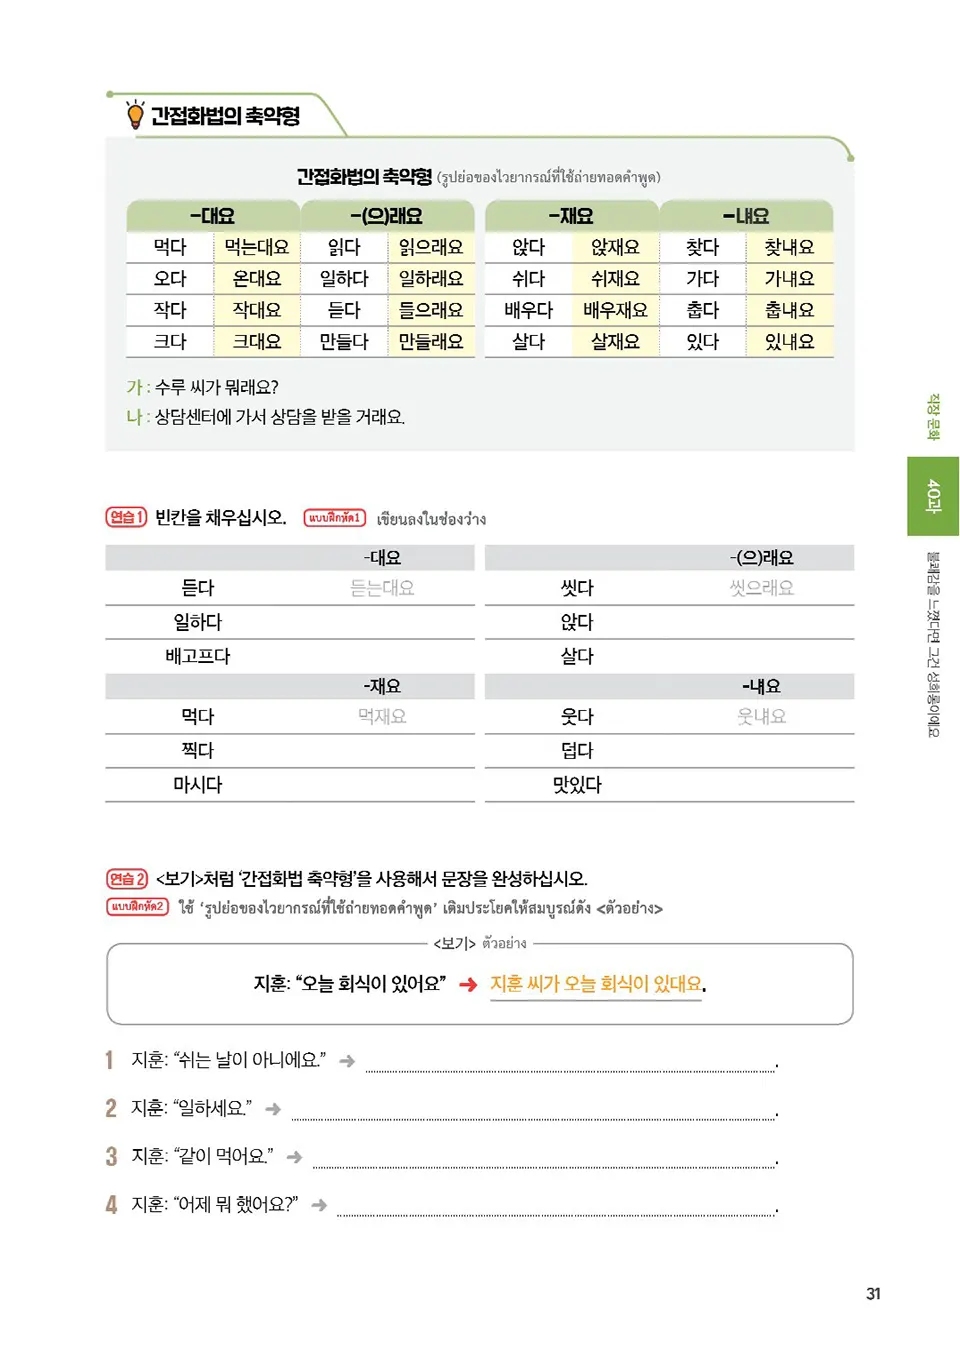 간접화법의 축약형
간접화법의 축약형 (รูปย่อของไวยากรณ์ที่ใช้ถ่ายทอดคำพูด)
-대요 -(으)래요 -재요 -냬요
먹다 먹는대요 읽다 읽으래요 앉다 앉재요 찾다 찾냬요
오다 온대요 일하다 일하래요 쉬다 쉬재요 가다 가냬요
작다 작대요 듣다 들으래요 배우다 배우재요 춥다 춥냬요
크다 크대요 만들다 만들래요 살다 살재요 있다 있냬요
가 : 수루 씨가 뭐래요?
나 : 상담센터에 가서 상담을 받을 거래요.
연습 1 빈칸을 채우십시오. แบบฝึกหัด1 เขียนลงในช่องว่าง
-대요 -(으)래요
듣다 듣는대요 씻다 씻으래요
일하다 앉다
배고프다 살다
-재요 -냬요
먹다 먹재요 웃다 웃냬요
찍다 덥다
마시다 맛있다
연습 2 <보기>처럼 ‘간접화법 축약형’을 사용해서 문장을 완성하십시오.
แบบฝึกหัด2 ใช้ ‘รูปย่อของไวยากรณ์ที่ใช้ถ่ายทอดคำพูด’ เติมประโยคให้สมบูรณ์ดัง <ตัวอย่าง>
<보기> ตัวอย่าง
지훈: “오늘 회식이 있어요” ➜ 지훈 씨가 오늘 회식이 있대요.
1 지훈: “쉬는 날이 아니에요.” ➜ .
2 지훈: “일하세요.” ➜ .
3 지훈: “같이 먹어요.” ➜ .
4 지훈: “어제 뭐 했어요?” ➜ .
직장 문화
40과
불쾌감을 느꼈다면 그건 성희롱이에요
31